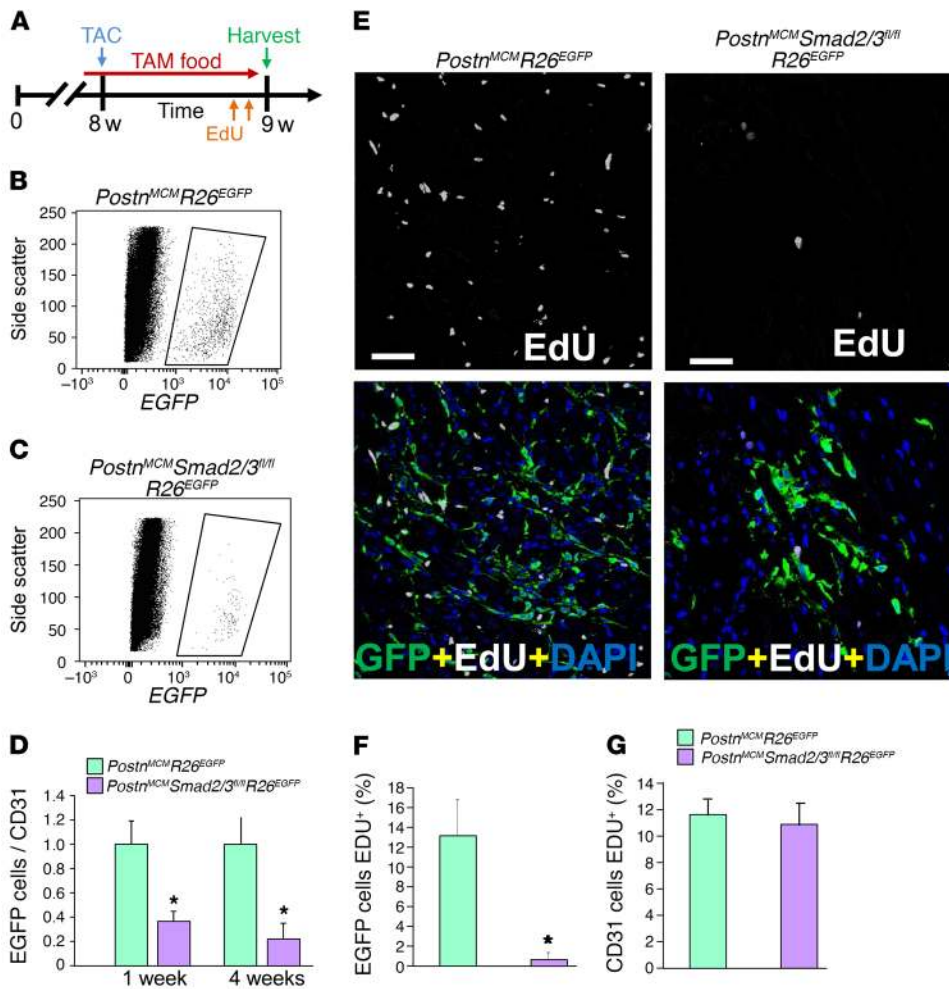 A
TAC
Harvest
TAM food
Time
0
8 w
EdU
9 w
B
Postn^MCM R26^EGFP
Side scatter
250
200
150
100
50
0
−10³ 0 10³ 10⁴ 10⁵
EGFP
C
Postn^MCM Smad2/3^fl/fl
R26^EGFP
Side scatter
250
200
150
100
50
0
−10³ 0 10³ 10⁴ 10⁵
EGFP
D
Postn^MCM R26^EGFP
Postn^MCM Smad2/3^fl/fl R26^EGFP
EGFP cells / CD31
1.4
1.2
1.0
0.8
0.6
0.4
0.2
0
*
*
1 week 4 weeks
E
Postn^MCM R26^EGFP
Postn^MCM Smad2/3^fl/fl
R26^EGFP
EdU
EdU
GFP+EdU+DAPI
GFP+EdU+DAPI
F
EGFP cells EDU⁺ (%)
18
16
14
12
10
8
6
4
2
0
*
G
Postn^MCM R26^EGFP
Postn^MCM Smad2/3^fl/fl R26^EGFP
CD31 cells EDU⁺ (%)
14
12
10
8
6
4
2
0